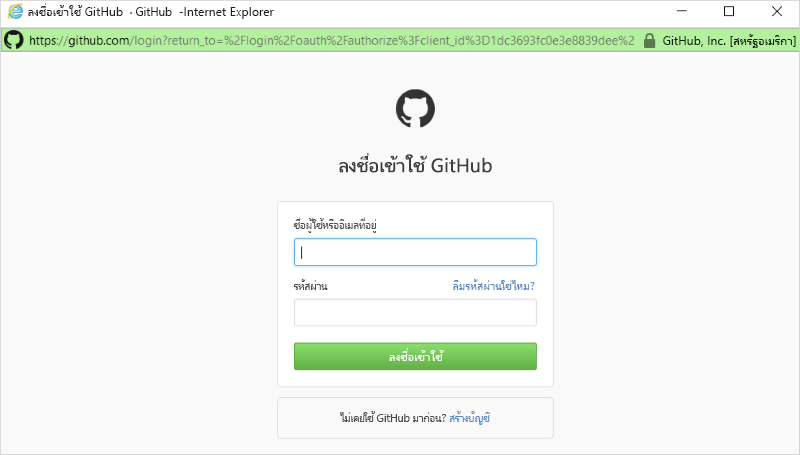 ลงชื่อเข้าใช้ GitHub · GitHub -Internet Explorer
https://github.com/login?return_to=%2Flogin%2Foauth%2Fauthorize%3Fclient_id%3D1dc3693fc0e3e8839dee%2 GitHub, Inc. [สหรัฐอเมริกา]
ลงชื่อเข้าใช้ GitHub
ชื่อผู้ใช้หรืออีเมลที่อยู่
รหัสผ่าน ลืมรหัสผ่านใช่ไหม?
ลงชื่อเข้าใช้
ไม่เคยใช้ GitHub มาก่อน? สร้างบัญชี